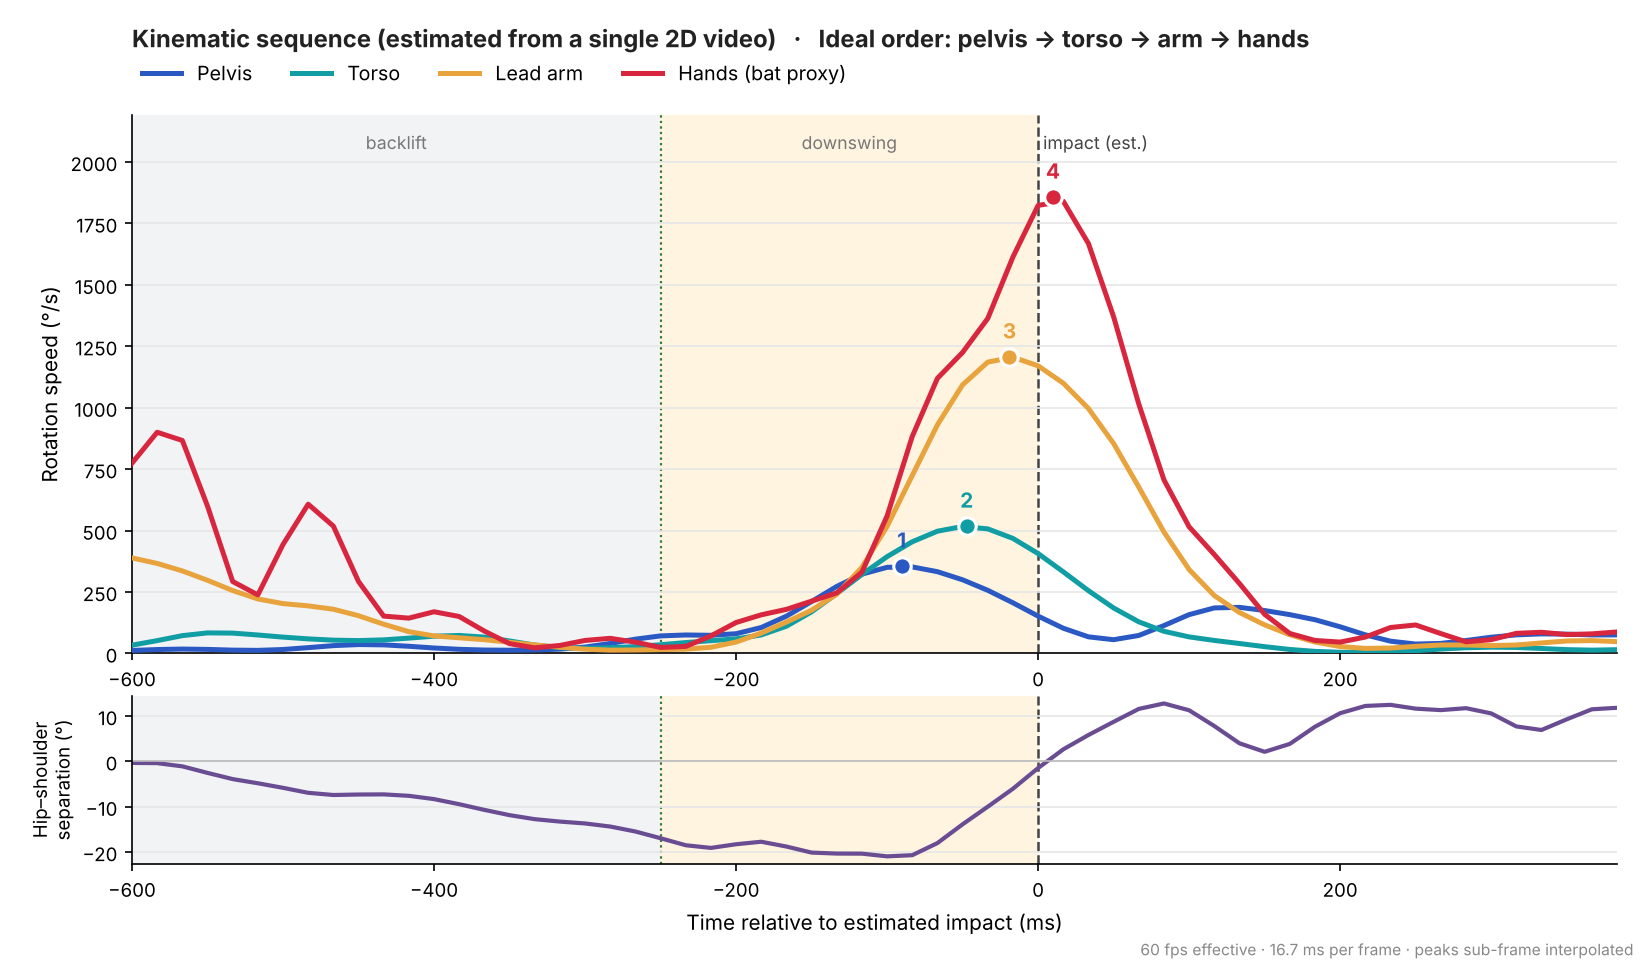 Kinematic sequence (estimated from a single 2D video) · Ideal order: pelvis → torso → arm → hands
Pelvis Torso Lead arm Hands (bat proxy)
backlift downswing impact (est.)
4
3
2
1
2000
1750
1500
1250
1000
750
500
250
0
Rotation speed (°/s)
−600 −400 −200 0 200
10
0
−10
−20
Hip–shoulder
separation (°)
−600 −400 −200 0 200
Time relative to estimated impact (ms)
60 fps effective · 16.7 ms per frame · peaks sub-frame interpolated